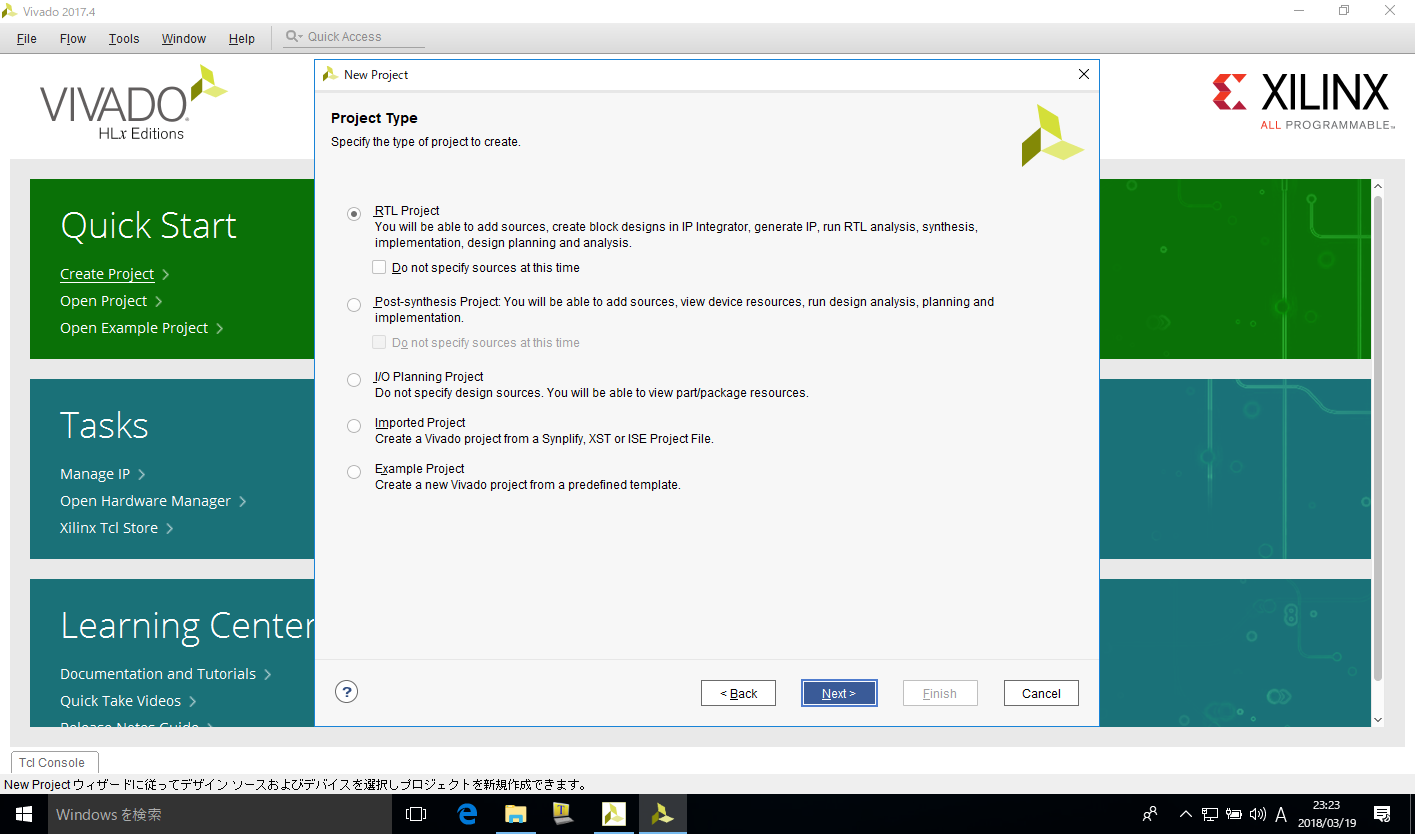 Vivado 2017.4
File Flow Tools Window Help Quick Access
VIVADO
HLx Editions
XILINX
ALL PROGRAMMABLE™
Quick Start
Create Project
Open Project
Open Example Project
Tasks
Manage IP
Open Hardware Manager
Xilinx Tcl Store
Learning Center
Documentation and Tutorials
Quick Take Videos
Release Notes Guide
New Project
Project Type
Specify the type of project to create.
RTL Project
You will be able to add sources, create block designs in IP Integrator, generate IP, run RTL analysis, synthesis,
implementation, design planning and analysis.
Do not specify sources at this time
Post-synthesis Project: You will be able to add sources, view device resources, run design analysis, planning and
implementation.
Do not specify sources at this time
I/O Planning Project
Do not specify design sources. You will be able to view part/package resources.
Imported Project
Create a Vivado project from a Synplify, XST or ISE Project File.
Example Project
Create a new Vivado project from a predefined template.
? < Back Next > Finish Cancel
Tcl Console
New Project ウィザードに従ってデザイン ソースおよびデバイスを選択しプロジェクトを新規作成できます。
Windows を検索
A
23:23
2018/03/19